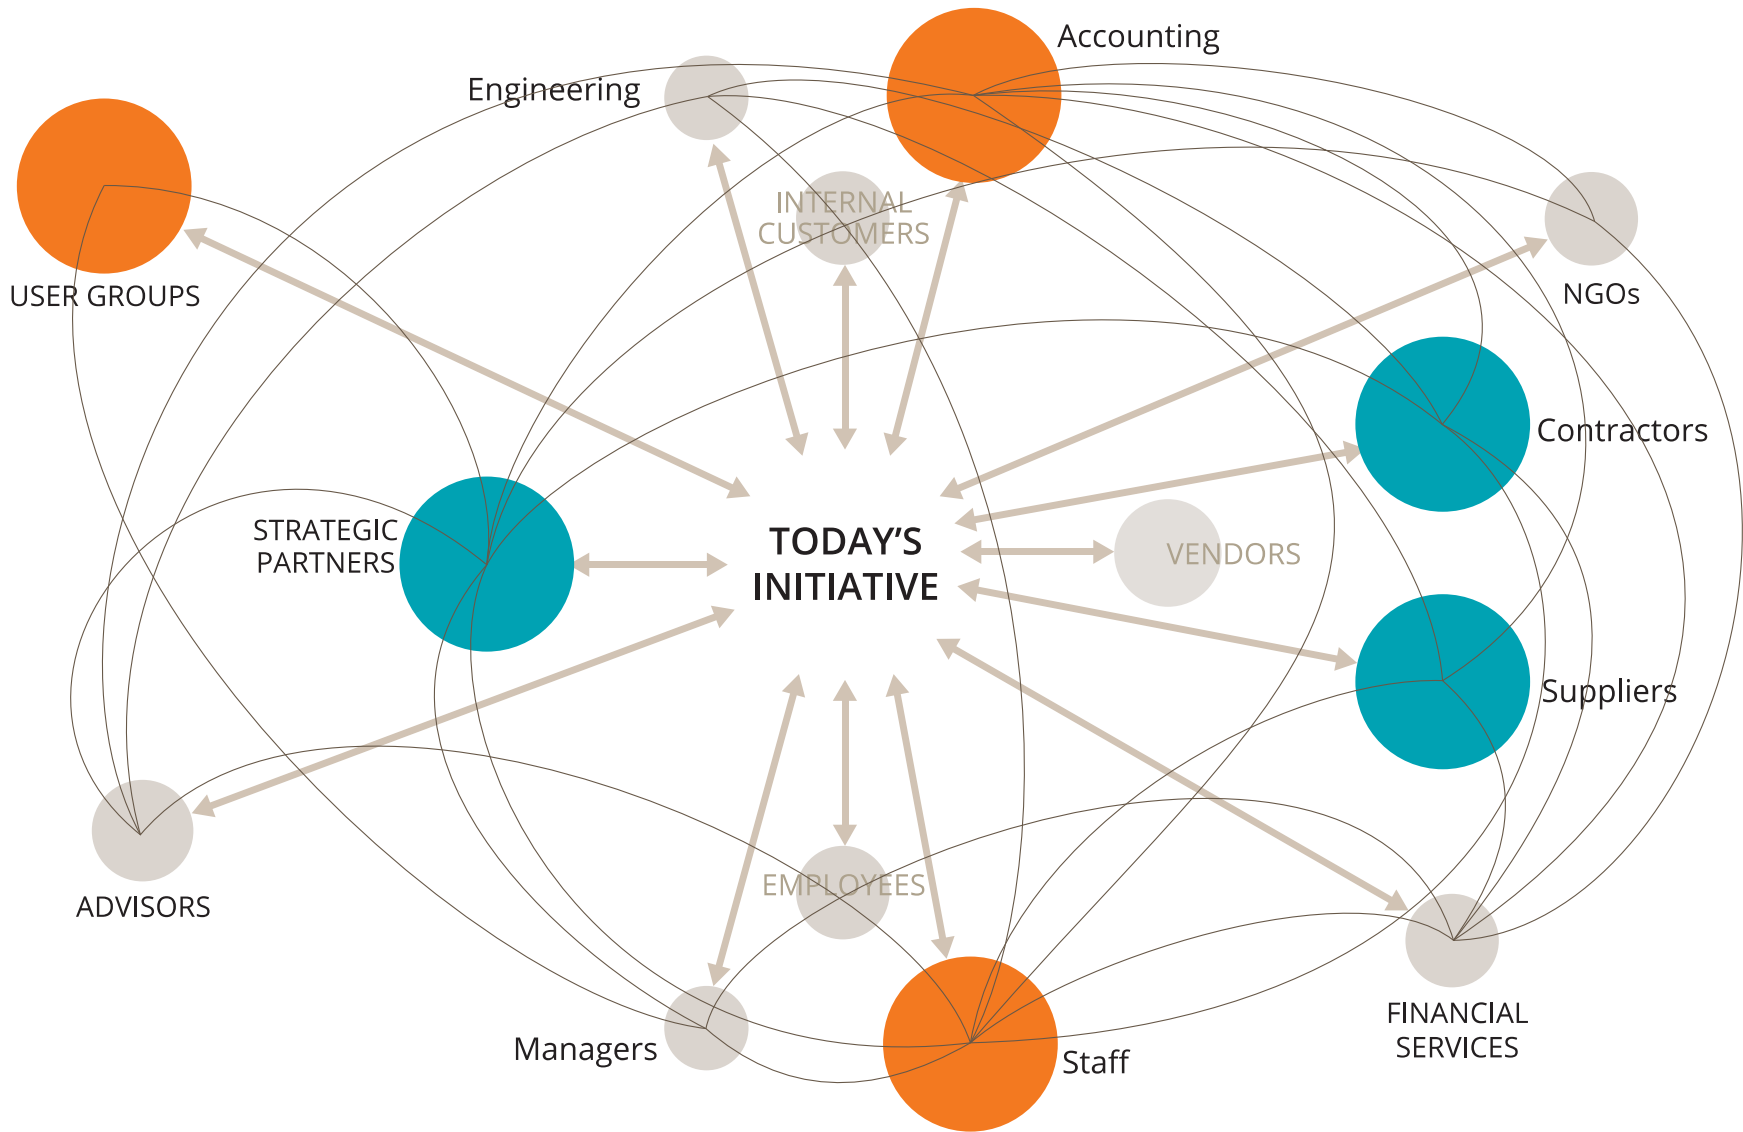 Accounting
Engineering
INTERNAL
CUSTOMERS
USER GROUPS
NGOs
Contractors
STRATEGIC
PARTNERS
TODAY’S
INITIATIVE
VENDORS
Suppliers
EMPLOYEES
ADVISORS
FINANCIAL
SERVICES
Managers
Staff